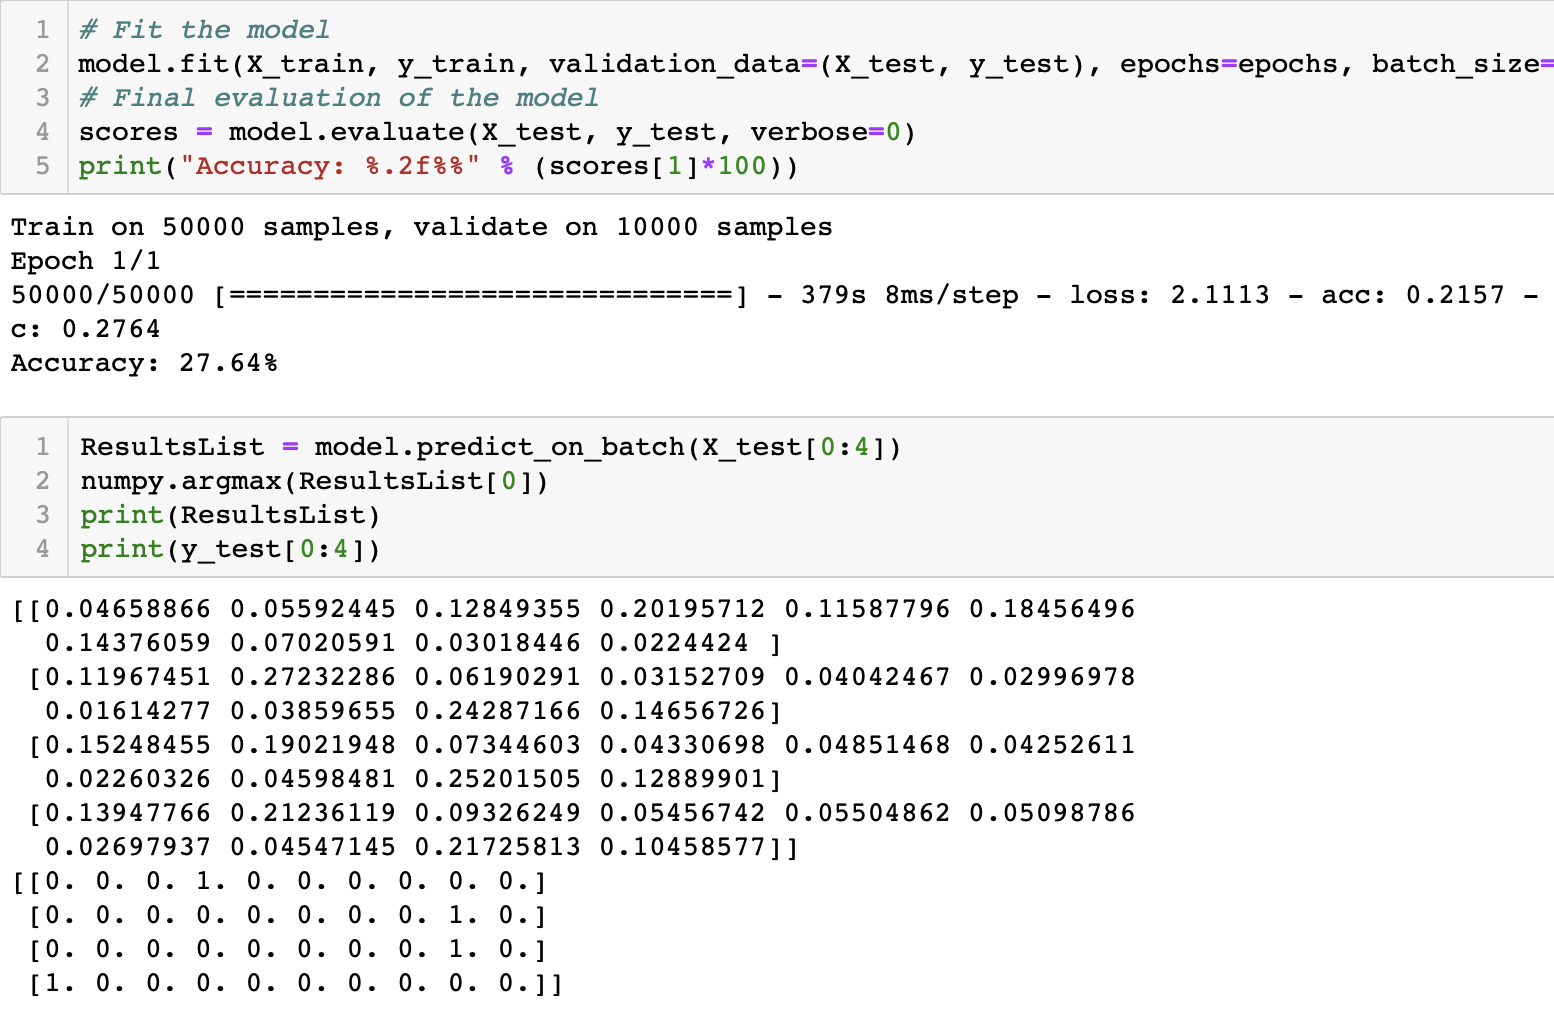 1 # Fit the model
2 model.fit(X_train, y_train, validation_data=(X_test, y_test), epochs=epochs, batch_size=
3 # Final evaluation of the model
4 scores = model.evaluate(X_test, y_test, verbose=0)
5 print("Accuracy: %.2f%%" % (scores[1]*100))
Train on 50000 samples, validate on 10000 samples
Epoch 1/1
50000/50000 [==============================] - 379s 8ms/step - loss: 2.1113 - acc: 0.2157 -
c: 0.2764
Accuracy: 27.64%
1 ResultsList = model.predict_on_batch(X_test[0:4])
2 numpy.argmax(ResultsList[0])
3 print(ResultsList)
4 print(y_test[0:4])
[[0.04658866 0.05592445 0.12849355 0.20195712 0.11587796 0.18456496
  0.14376059 0.07020591 0.03018446 0.0224424 ]
 [0.11967451 0.27232286 0.06190291 0.03152709 0.04042467 0.02996978
  0.01614277 0.03859655 0.24287166 0.14656726]
 [0.15248455 0.19021948 0.07344603 0.04330698 0.04851468 0.04252611
  0.02260326 0.04598481 0.25201505 0.12889901]
 [0.13947766 0.21236119 0.09326249 0.05456742 0.05504862 0.05098786
  0.02697937 0.04547145 0.21725813 0.10458577]]
[[0. 0. 0. 1. 0. 0. 0. 0. 0. 0.]
 [0. 0. 0. 0. 0. 0. 0. 0. 1. 0.]
 [0. 0. 0. 0. 0. 0. 0. 0. 1. 0.]
 [1. 0. 0. 0. 0. 0. 0. 0. 0. 0.]]